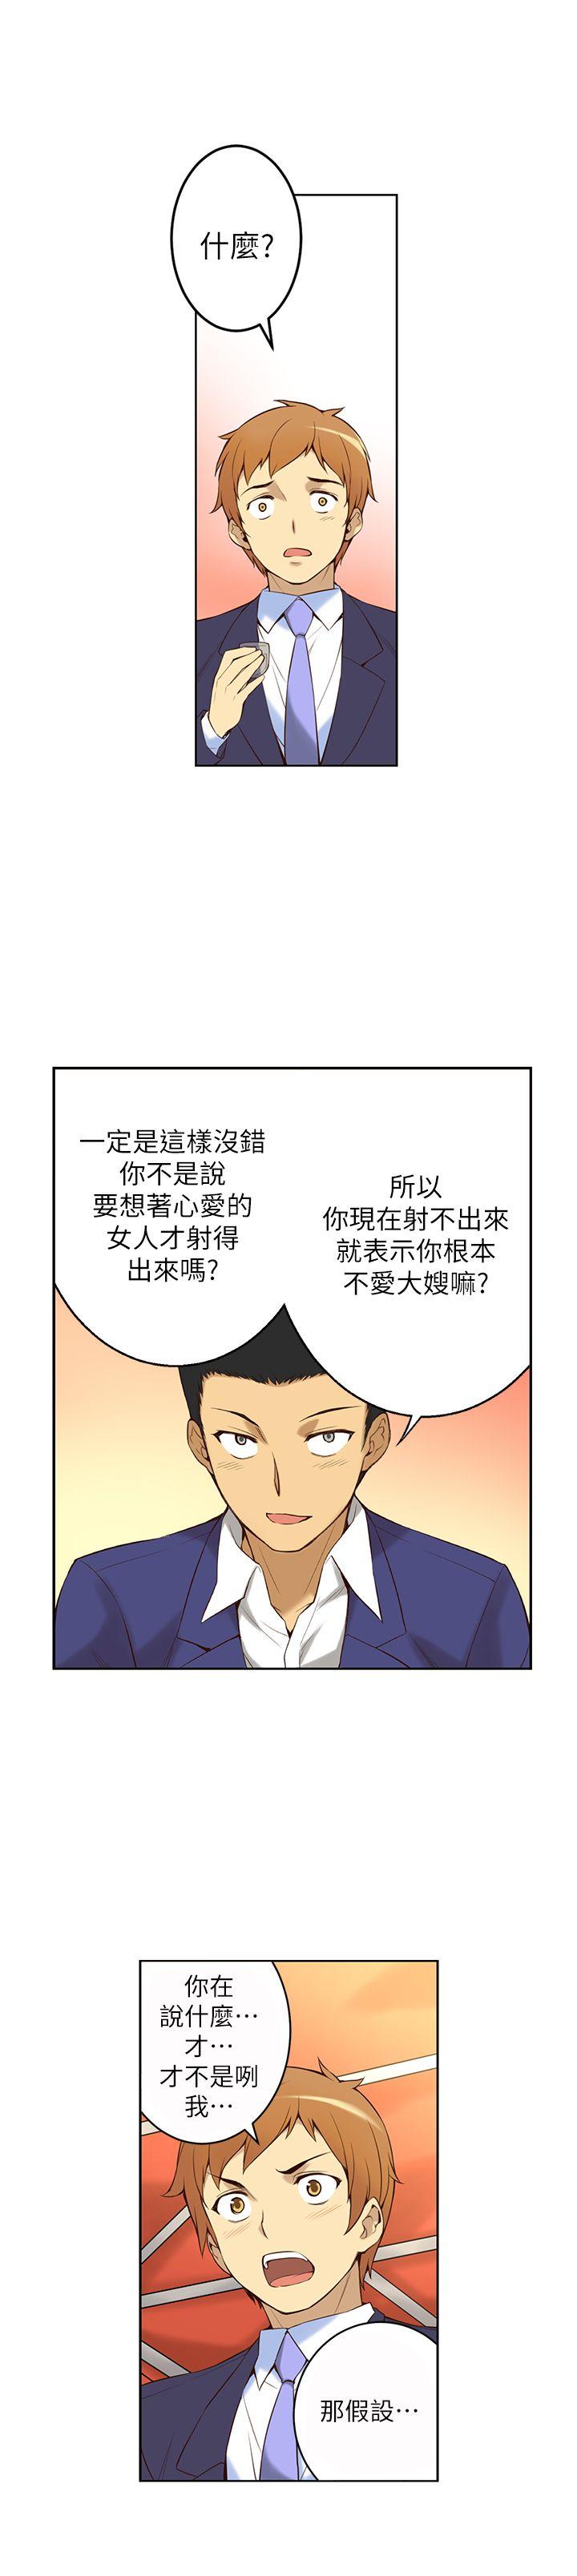 什麼?
一定是這樣沒錯
你不是說
要想著心愛的
女人才射得
出來嗎?
所以
你現在射不出來
就表示你根本
不愛大嫂嘛?
你在
說什麼…
才…
才不是咧
我…
那假設…